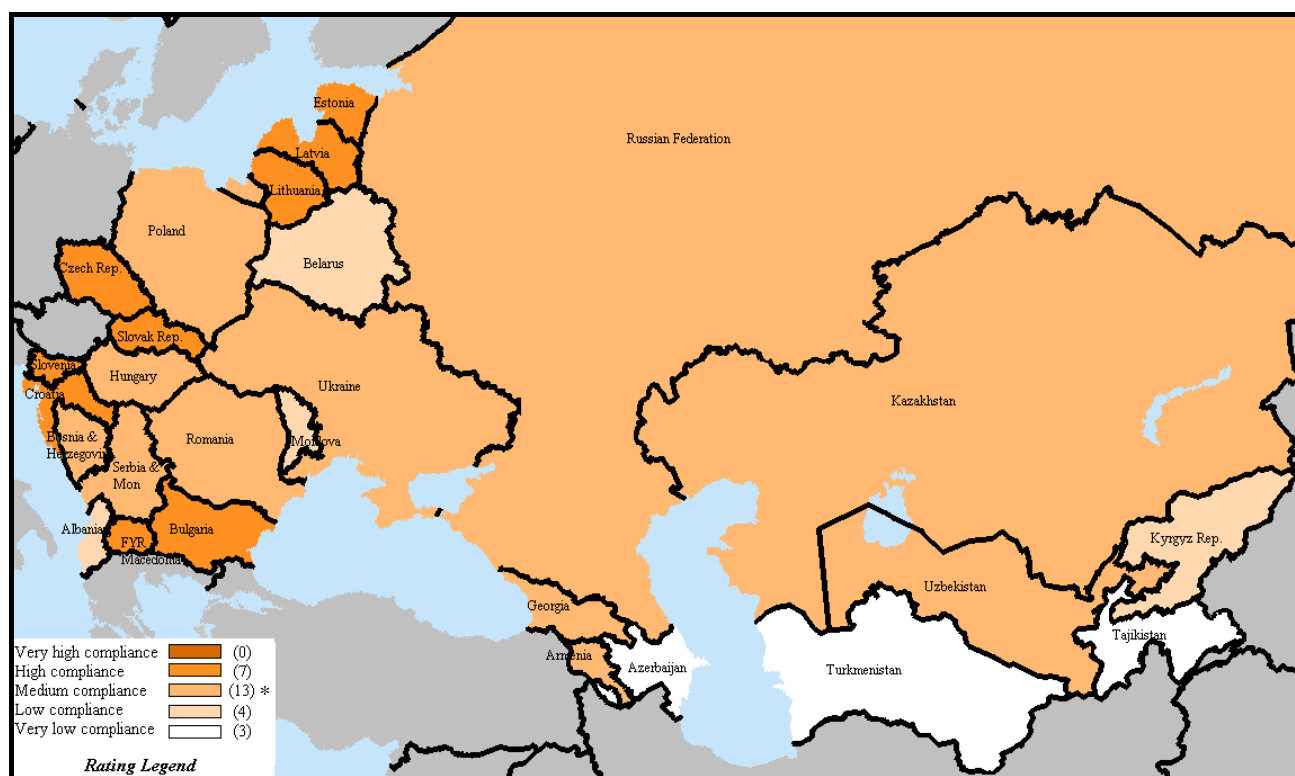 Estonia
Russian Federation
Latvia
Lithuania
Poland
Belarus
Czech Rep.
Slovak Rep.
Slovenia
Hungary
Ukraine
Croatia
Kazakhstan
Bosnia &
Herzegovin
Romania
Moldova
Serbia &
Mon
Albania
FYR
Macedonia
Bulgaria
Kyrgyz Rep.
Uzbekistan
Georgia
Tajikistan
Armenia
Azerbaijan
Turkmenistan
Very high compliance (0)
High compliance (7)
Medium compliance (13) *
Low compliance (4)
Very low compliance (3)
Rating Legend